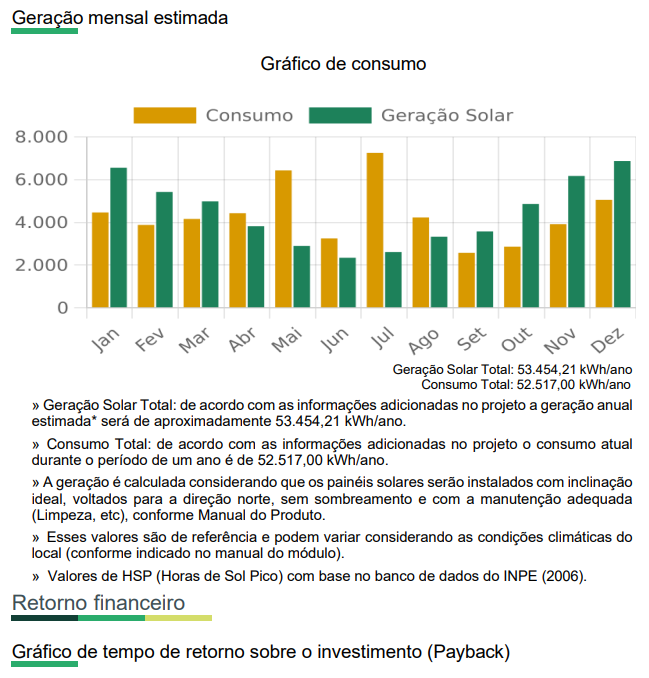 Geração mensal estimada
Gráfico de consumo
Consumo Geração Solar
8.000
6.000
4.000
2.000
0
Jan Fev Mar Abr Mai Jun Jul Ago Set Out Nov Dez
Geração Solar Total: 53.454,21 kWh/ano
Consumo Total: 52.517,00 kWh/ano
» Geração Solar Total: de acordo com as informações adicionadas no projeto a geração anual
estimada* será de aproximadamente 53.454,21 kWh/ano.
» Consumo Total: de acordo com as informações adicionadas no projeto o consumo atual
durante o período de um ano é de 52.517,00 kWh/ano.
» A geração é calculada considerando que os painéis solares serão instalados com inclinação
ideal, voltados para a direção norte, sem sombreamento e com a manutenção adequada
(Limpeza, etc), conforme Manual do Produto.
» Esses valores são de referência e podem variar considerando as condições climáticas do
local (conforme indicado no manual do módulo).
» Valores de HSP (Horas de Sol Pico) com base no banco de dados do INPE (2006).
Retorno financeiro
Gráfico de tempo de retorno sobre o investimento (Payback)